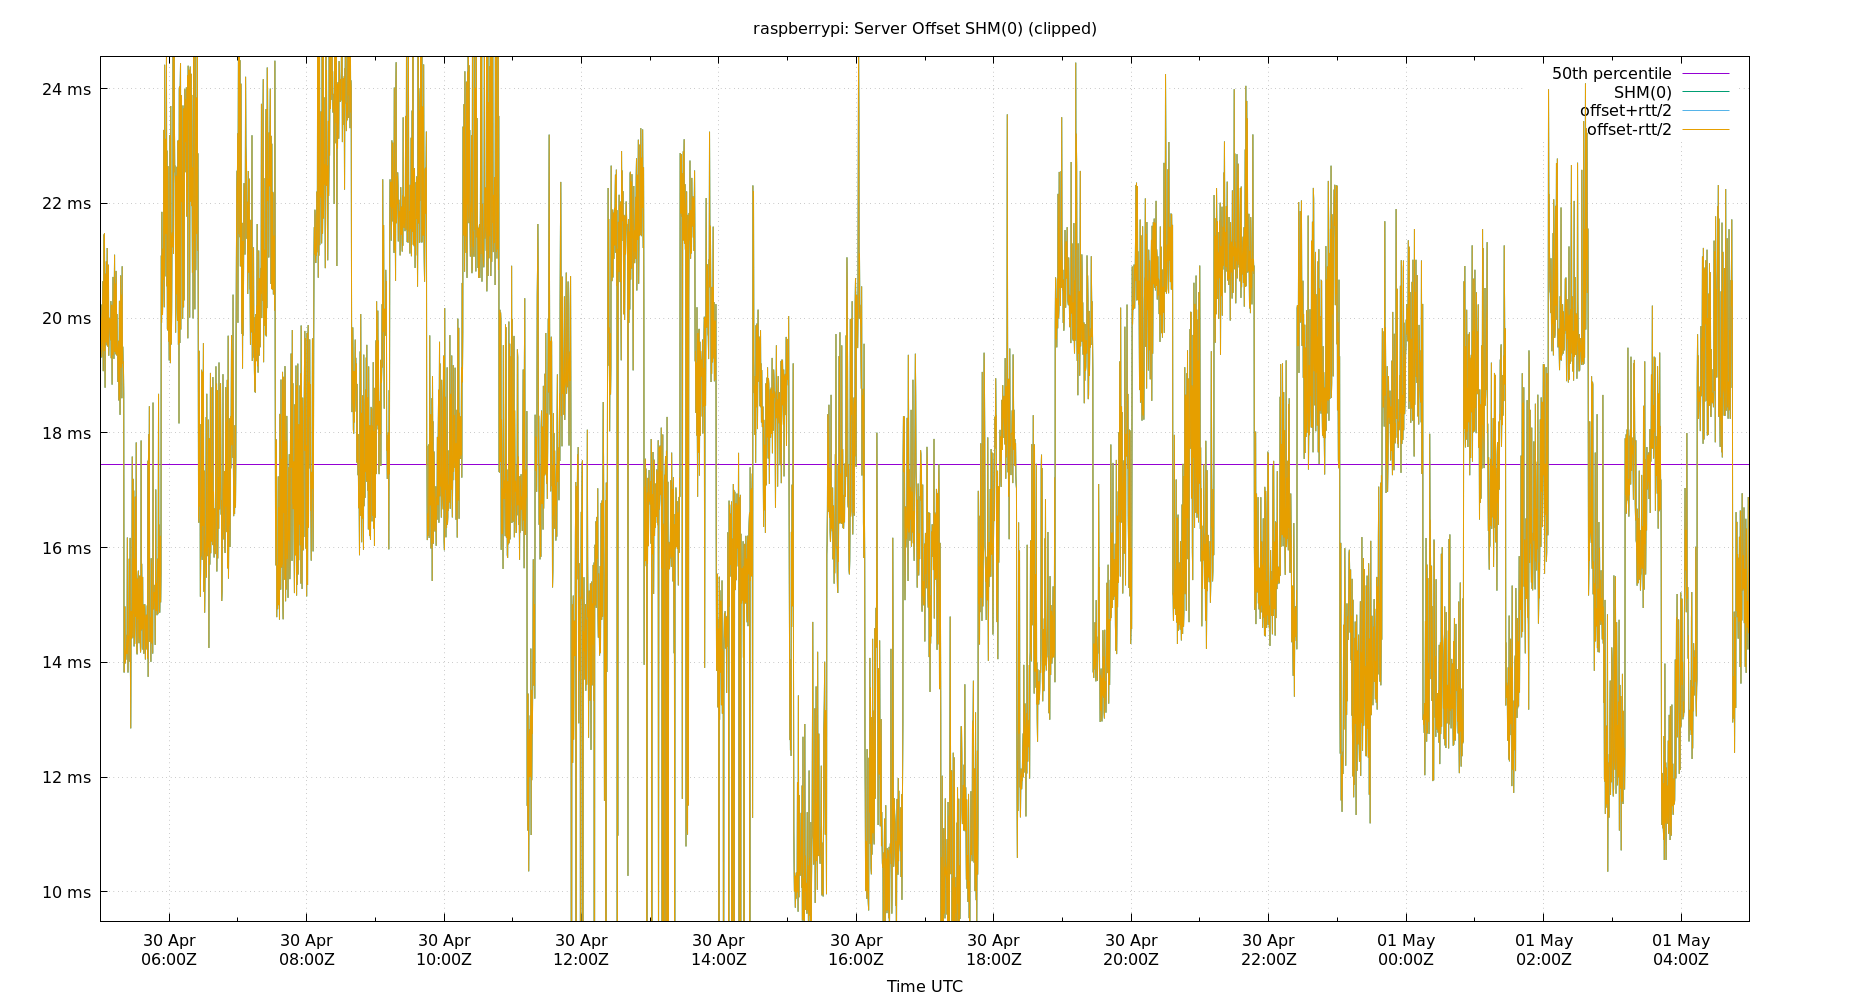 raspberrypi: Server Offset SHM(0) (clipped)
50th percentile
SHM(0)
offset+rtt/2
offset-rtt/2
24 ms
22 ms
20 ms
18 ms
16 ms
14 ms
12 ms
10 ms
30 Apr 30 Apr 30 Apr 30 Apr 30 Apr 30 Apr 30 Apr 30 Apr 30 Apr 01 May 01 May 01 May
06:00Z 08:00Z 10:00Z 12:00Z 14:00Z 16:00Z 18:00Z 20:00Z 22:00Z 00:00Z 02:00Z 04:00Z
Time UTC